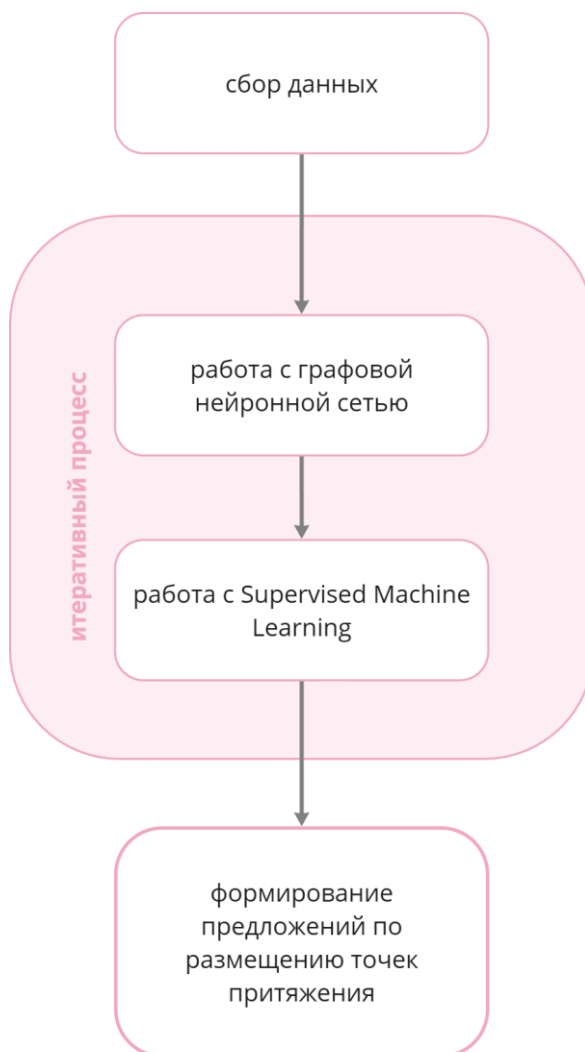 сбор данных
работа с графовой
нейронной сетью
итеративный процесс
работа с Supervised Machine
Learning
формирование
предложений по
размещению точек
притяжения